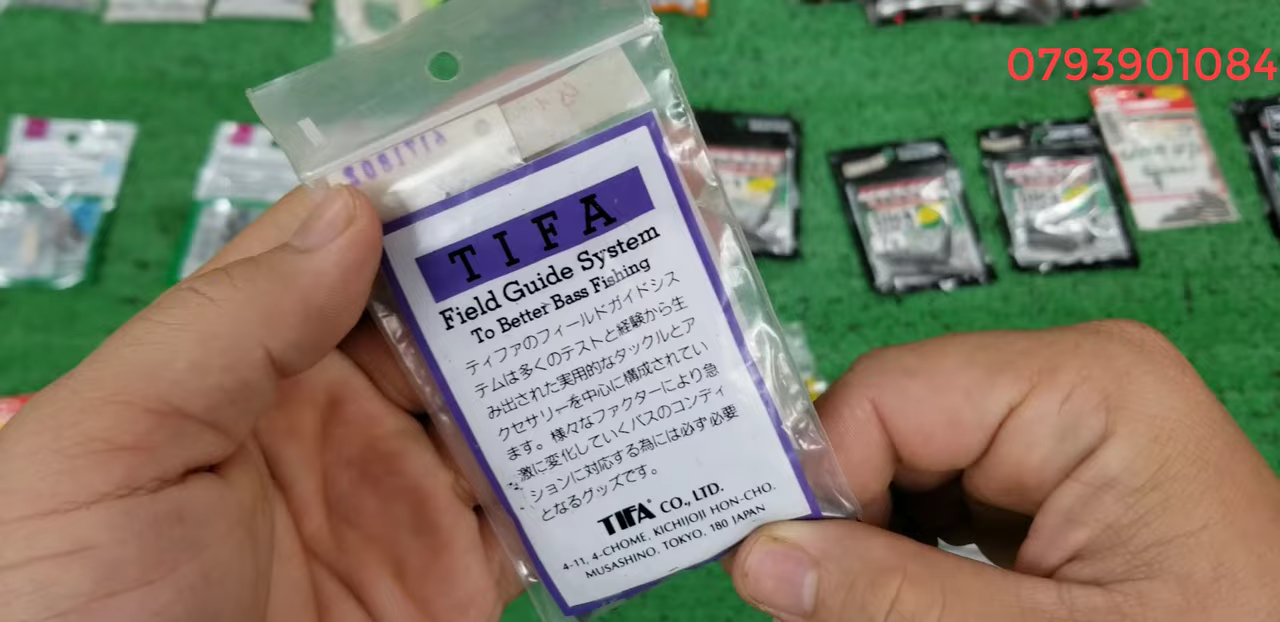 0793901084
TIFA
Field Guide System
To Better Bass Fishing
ティファのフィールドガイドシス
テムは多くのテストと経験から生
み出された実用的なタックルとア
クセサリーを中心に構成されてい
ます。様々なファクターにより急
激に変化していくバスのコンディ
ションに対応する為には必ず必要
となるグッズです。
TIFA® CO., LTD.
4-11, 4-CHOME, KICHIJOJI HON-CHO.
MUSASHINO, TOKYO, 180 JAPAN